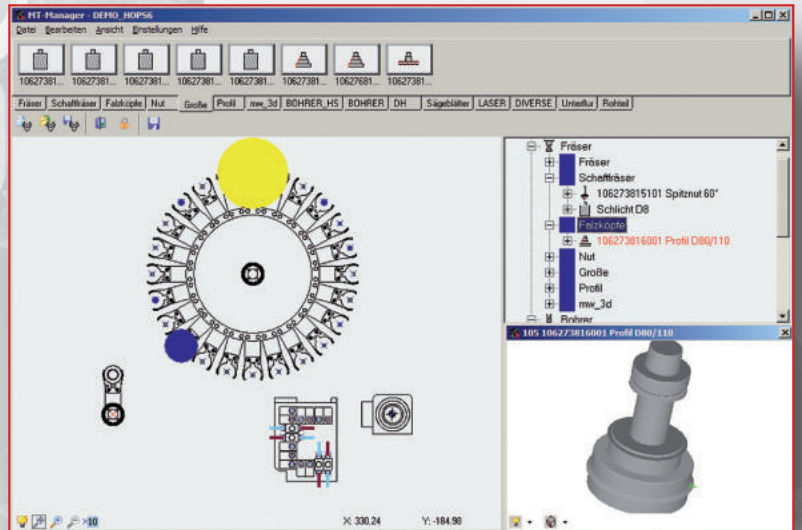 MT-Manager - DEMO_HOPS6
Datei Bearbeiten Ansicht Einstellungen Hilfe
10627381... 10627381... 10627381... 10627381... 10627381... 10627381... 10627681... 10627381...
Fräser Schaftfräser Falzköpfe Nut Große Profil mw_3d BOHRER_HS BOHRER DH Sägeblätter LASER DIVERSE Unterflur Rohteil
Fräser
Fräser
Schaftfräser
106273815101 Spitznut 60°
Schlicht D8
Falzköpfe
106273816001 Profil D80/110
Nut
Große
Profil
mw_3d
Bohrer
105 106273816001 Profil D80/110
×10 X: 330.24 Y: -184.98